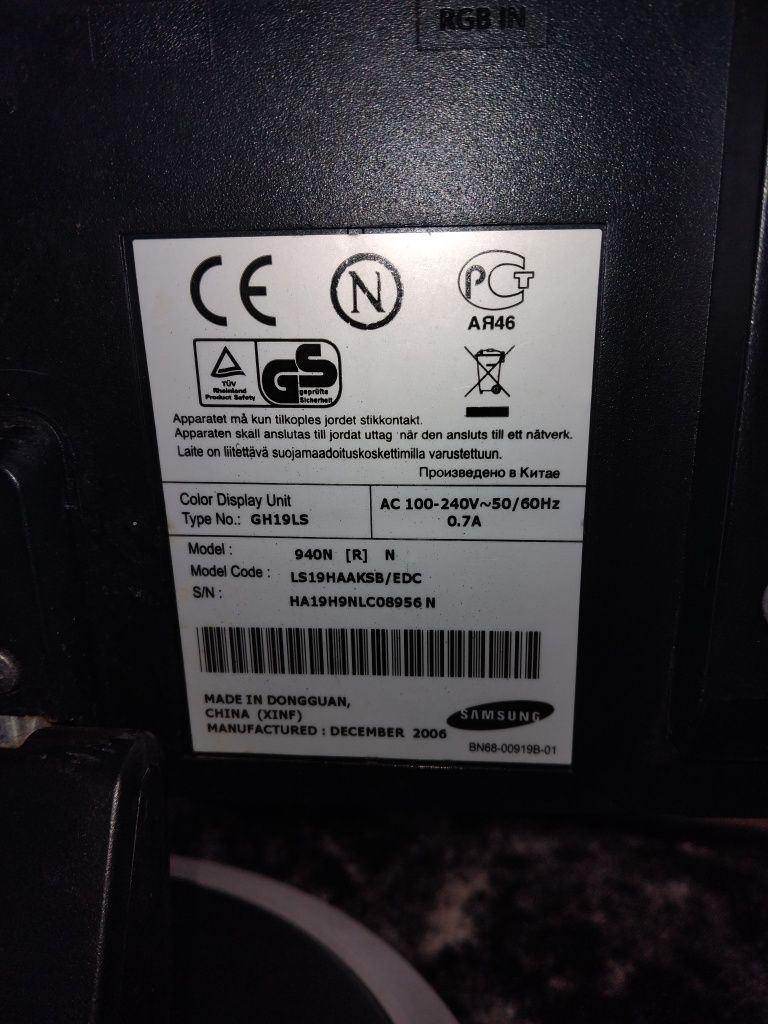 RGB IN
CE
N
РСТ
АЯ46
TÜV
Rheinland
Product Safety
GS
geprüfte
Sicherheit
Apparatet må kun tilkoples jordet stikkontakt.
Apparaten skall anslutas till jordat uttag när den ansluts till ett nätverk.
Laite on liitettävä suojamaadoituskoskettimilla varustettuun.
Произведено в Китае
Color Display Unit
Type No.: GH19LS
AC 100-240V~50/60Hz
0.7A
Model : 940N [R] N
Model Code : LS19HAAKSB/EDC
S/N : HA19H9NLC08956 N
MADE IN DONGGUAN,
CHINA (XINF)
MANUFACTURED : DECEMBER 2006
SAMSUNG
BN68-00919B-01